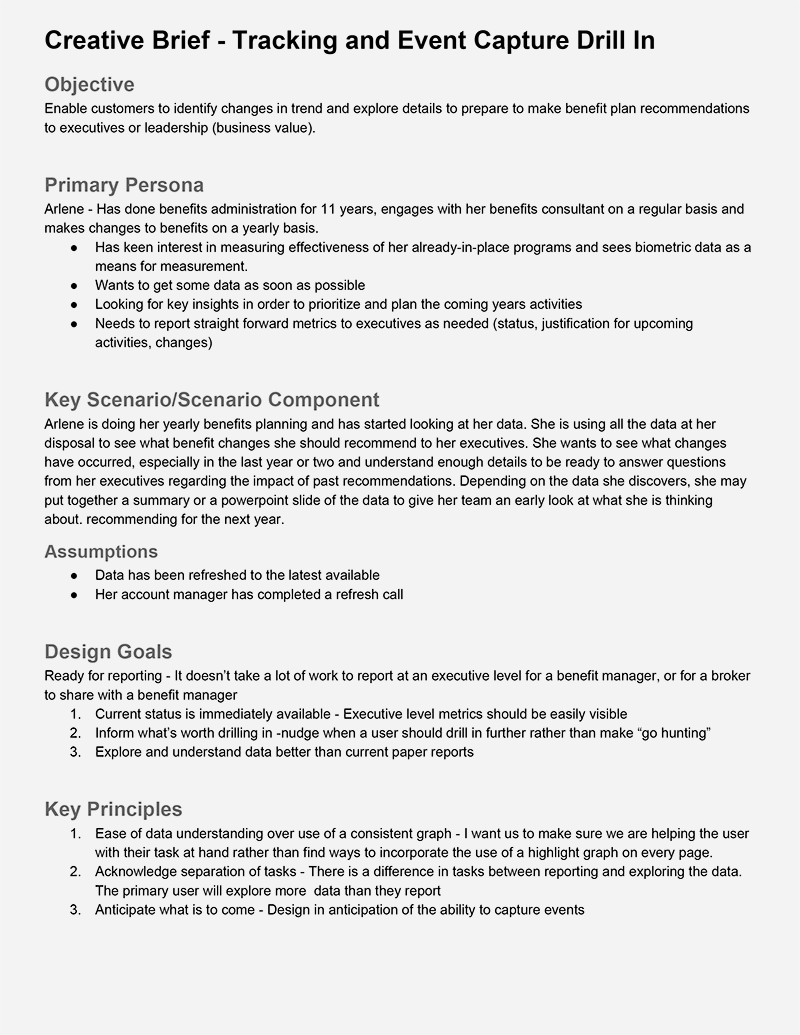 Creative Brief - Tracking and Event Capture Drill In
Objective
Enable customers to identify changes in trend and explore details to prepare to make benefit plan recommendations
to executives or leadership (business value).
Primary Persona
Arlene - Has done benefits administration for 11 years, engages with her benefits consultant on a regular basis and
makes changes to benefits on a yearly basis.
● Has keen interest in measuring effectiveness of her already-in-place programs and sees biometric data as a
means for measurement.
● Wants to get some data as soon as possible
● Looking for key insights in order to prioritize and plan the coming years activities
● Needs to report straight forward metrics to executives as needed (status, justification for upcoming
activities, changes)
Key Scenario/Scenario Component
Arlene is doing her yearly benefits planning and has started looking at her data. She is using all the data at her
disposal to see what benefit changes she should recommend to her executives. She wants to see what changes
have occurred, especially in the last year or two and understand enough details to be ready to answer questions
from her executives regarding the impact of past recommendations. Depending on the data she discovers, she may
put together a summary or a powerpoint slide of the data to give her team an early look at what she is thinking
about. recommending for the next year.
Assumptions
● Data has been refreshed to the latest available
● Her account manager has completed a refresh call
Design Goals
Ready for reporting - It doesn’t take a lot of work to report at an executive level for a benefit manager, or for a broker
to share with a benefit manager
1. Current status is immediately available - Executive level metrics should be easily visible
2. Inform what’s worth drilling in -nudge when a user should drill in further rather than make “go hunting”
3. Explore and understand data better than current paper reports
Key Principles
1. Ease of data understanding over use of a consistent graph - I want us to make sure we are helping the user
with their task at hand rather than find ways to incorporate the use of a highlight graph on every page.
2. Acknowledge separation of tasks - There is a difference in tasks between reporting and exploring the data.
The primary user will explore more  data than they report
3. Anticipate what is to come - Design in anticipation of the ability to capture events